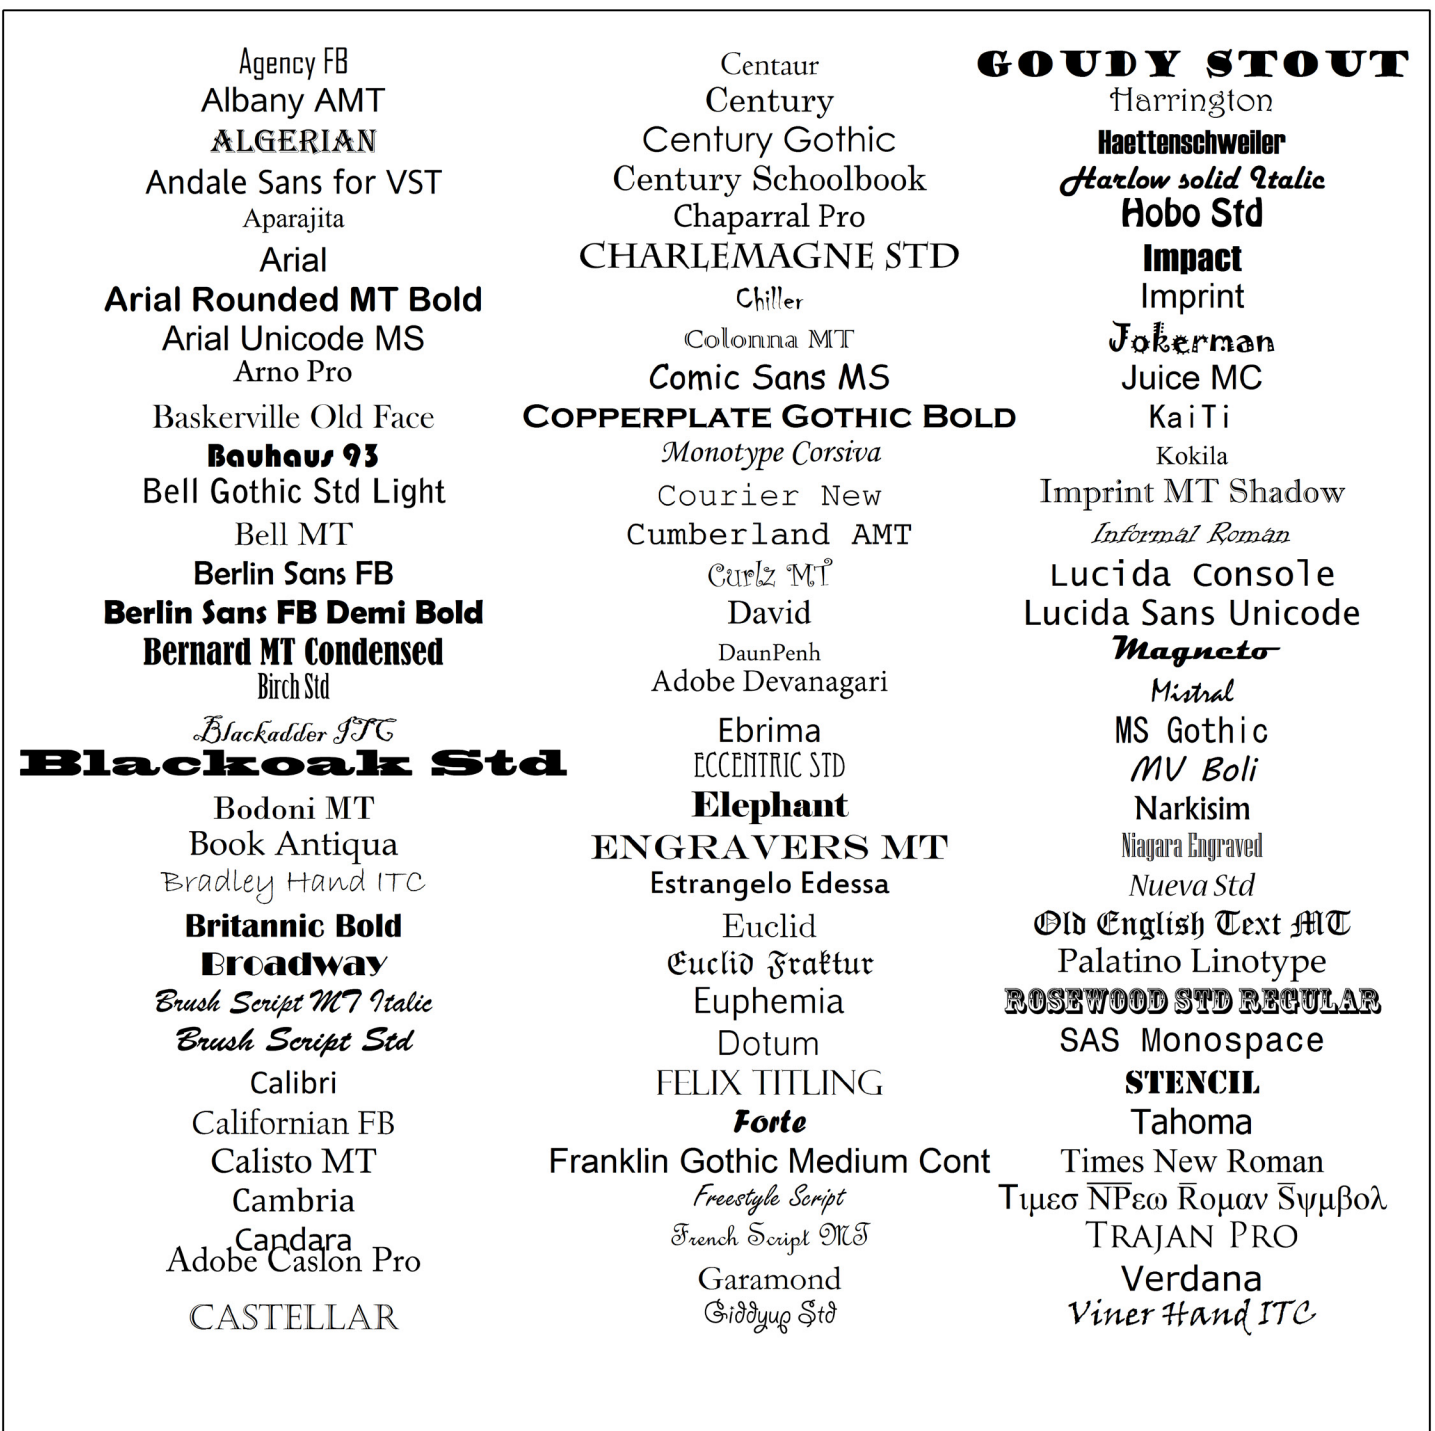 Agency FB
Albany AMT
ALGERIAN
Andale Sans for VST
Aparajita
Arial
Arial Rounded MT Bold
Arial Unicode MS
Arno Pro
Baskerville Old Face
Bauhaus 93
Bell Gothic Std Light
Bell MT
Berlin Sans FB
Berlin Sans FB Demi Bold
Bernard MT Condensed
Birch Std
Blackadder ITC
Blackoak Std
Bodoni MT
Book Antiqua
Bradley Hand ITC
Britannic Bold
Broadway
Brush Script MT Italic
Brush Script Std
Calibri
Californian FB
Calisto MT
Cambria
Candara
Adobe Caslon Pro
CASTELLAR
Centaur
Century
Century Gothic
Century Schoolbook
Chaparral Pro
CHARLEMAGNE STD
Chiller
Colonna MT
Comic Sans MS
COPPERPLATE GOTHIC BOLD
Monotype Corsiva
Courier New
Cumberland AMT
Curlz MT
David
DaunPenh
Adobe Devanagari
Ebrima
ECCENTRIC STD
Elephant
ENGRAVERS MT
Estrangelo Edessa
Euclid
Euclid Fraktur
Euphemia
Dotum
FELIX TITLING
Forte
Franklin Gothic Medium Cont
Freestyle Script
French Script MT
Garamond
Giddyup Std
GOUDY STOUT
Harrington
Haettenschweiler
Harlow solid Italic
Hobo Std
Impact
Imprint
Jokerman
Juice MC
KaiTi
Kokila
Imprint MT Shadow
Informal Roman
Lucida Console
Lucida Sans Unicode
Magneto
Mistral
MS Gothic
MV Boli
Narkisim
Niagara Engraved
Nueva Std
Old English Text MT
Palatino Linotype
ROSEWOOD STD REGULAR
SAS Monospace
STENCIL
Tahoma
Times New Roman
Τιμεσ N̅P̅εω R̅ομαν S̅ψμβολ
TRAJAN PRO
Verdana
Viner Hand ITC